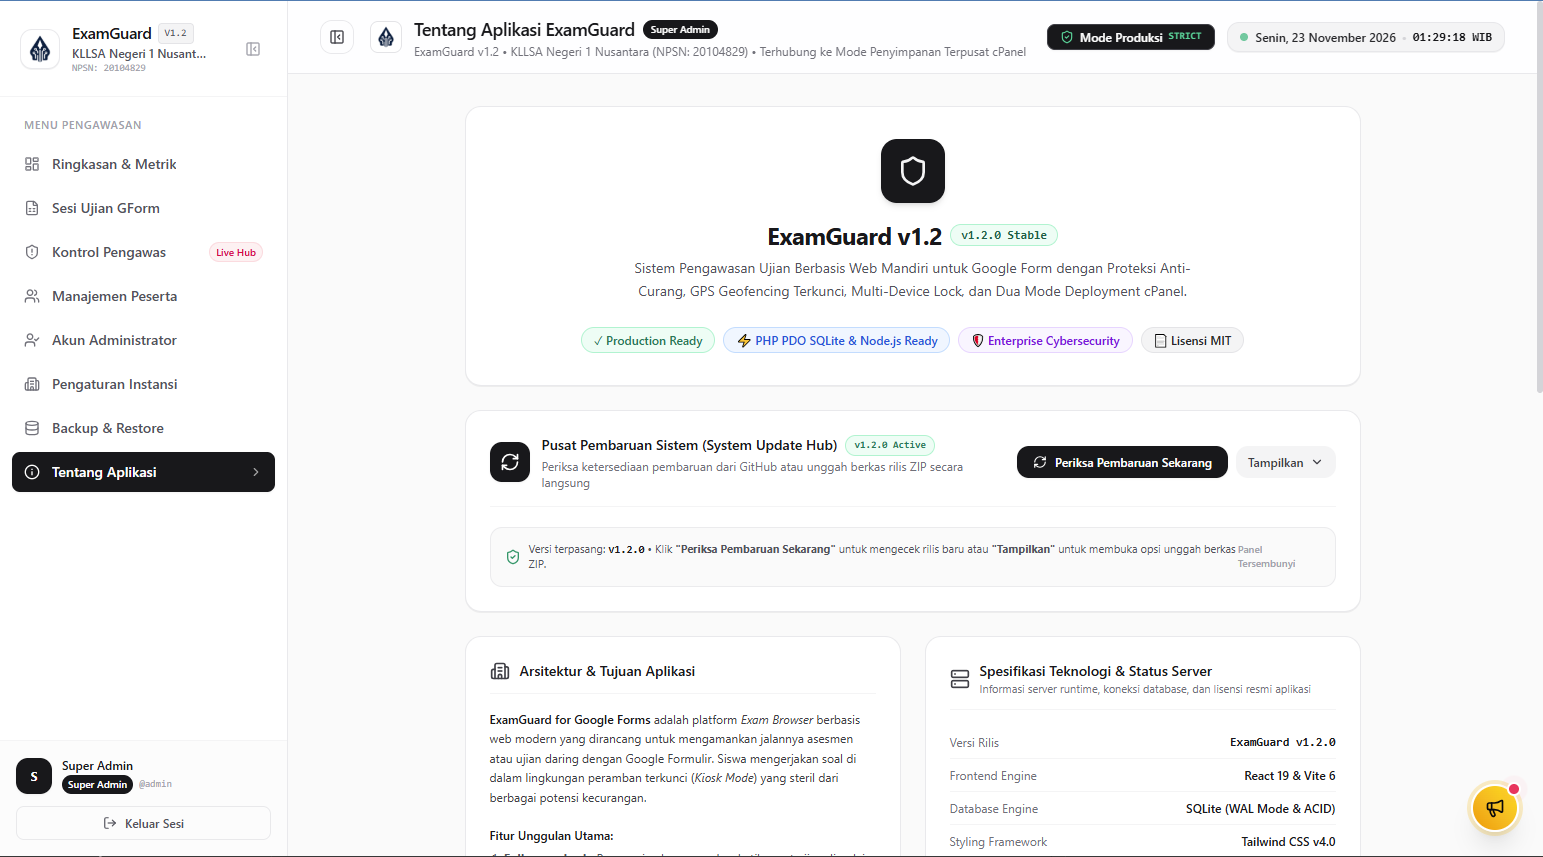 ExamGuard V1.2
KLLSA Negeri 1 Nusant...
NPSN: 20104829
MENU PENGAWASAN
Ringkasan & Metrik
Sesi Ujian GForm
Kontrol Pengawas Live Hub
Manajemen Peserta
Akun Administrator
Pengaturan Instansi
Backup & Restore
Tentang Aplikasi
S
Super Admin
Super Admin @admin
Keluar Sesi
Tentang Aplikasi ExamGuard Super Admin
ExamGuard v1.2 • KLLSA Negeri 1 Nusantara (NPSN: 20104829) • Terhubung ke Mode Penyimpanan Terpusat cPanel
Mode Produksi STRICT
Senin, 23 November 2026 • 01:29:18 WIB
ExamGuard v1.2 v1.2.0 Stable
Sistem Pengawasan Ujian Berbasis Web Mandiri untuk Google Form dengan Proteksi Anti-
Curang, GPS Geofencing Terkunci, Multi-Device Lock, dan Dua Mode Deployment cPanel.
✓ Production Ready
⚡ PHP PDO SQLite & Node.js Ready
Enterprise Cybersecurity
Lisensi MIT
Pusat Pembaruan Sistem (System Update Hub) v1.2.0 Active
Periksa ketersediaan pembaruan dari GitHub atau unggah berkas rilis ZIP secara
langsung
Periksa Pembaruan Sekarang
Tampilkan
Versi terpasang: v1.2.0 • Klik "Periksa Pembaruan Sekarang" untuk mengecek rilis baru atau "Tampilkan" untuk membuka opsi unggah berkas
ZIP.
Panel
Tersembunyi
Arsitektur & Tujuan Aplikasi
ExamGuard for Google Forms adalah platform Exam Browser berbasis
web modern yang dirancang untuk mengamankan jalannya asesmen
atau ujian daring dengan Google Formulir. Siswa mengerjakan soal di
dalam lingkungan peramban terkunci (Kiosk Mode) yang steril dari
berbagai potensi kecurangan.
Fitur Unggulan Utama:
Spesifikasi Teknologi & Status Server
Informasi server runtime, koneksi database, dan lisensi resmi aplikasi
Versi Rilis ExamGuard v1.2.0
Frontend Engine React 19 & Vite 6
Database Engine SQLite (WAL Mode & ACID)
Styling Framework Tailwind CSS v4.0